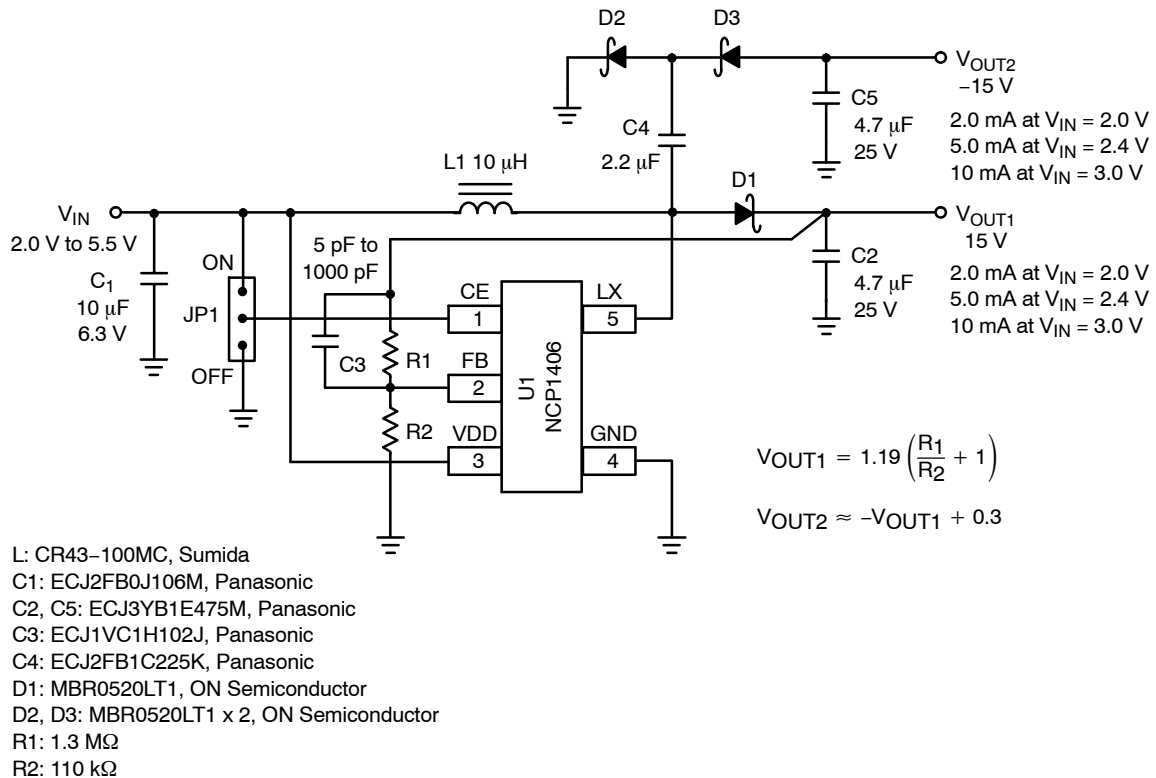 D2
D3
VOUT2
−15 V
C5
4.7 μF
25 V
2.0 mA at VIN = 2.0 V
5.0 mA at VIN = 2.4 V
10 mA at VIN = 3.0 V
C4
2.2 μF
L1 10 μH
D1
VIN
2.0 V to 5.5 V
VOUT1
15 V
C2
4.7 μF
25 V
2.0 mA at VIN = 2.0 V
5.0 mA at VIN = 2.4 V
10 mA at VIN = 3.0 V
C1
10 μF
6.3 V
ON
JP1
OFF
5 pF to
1000 pF
C3
R1
R2
CE
1
FB
2
VDD
3
U1
NCP1406
LX
5
GND
4
VOUT1 = 1.19 (R1/R2 + 1)
VOUT2 ≈ −VOUT1 + 0.3
L: CR43−100MC, Sumida
C1: ECJ2FB0J106M, Panasonic
C2, C5: ECJ3YB1E475M, Panasonic
C3: ECJ1VC1H102J, Panasonic
C4: ECJ2FB1C225K, Panasonic
D1: MBR0520LT1, ON Semiconductor
D2, D3: MBR0520LT1 x 2, ON Semiconductor
R1: 1.3 MΩ
R2: 110 kΩ